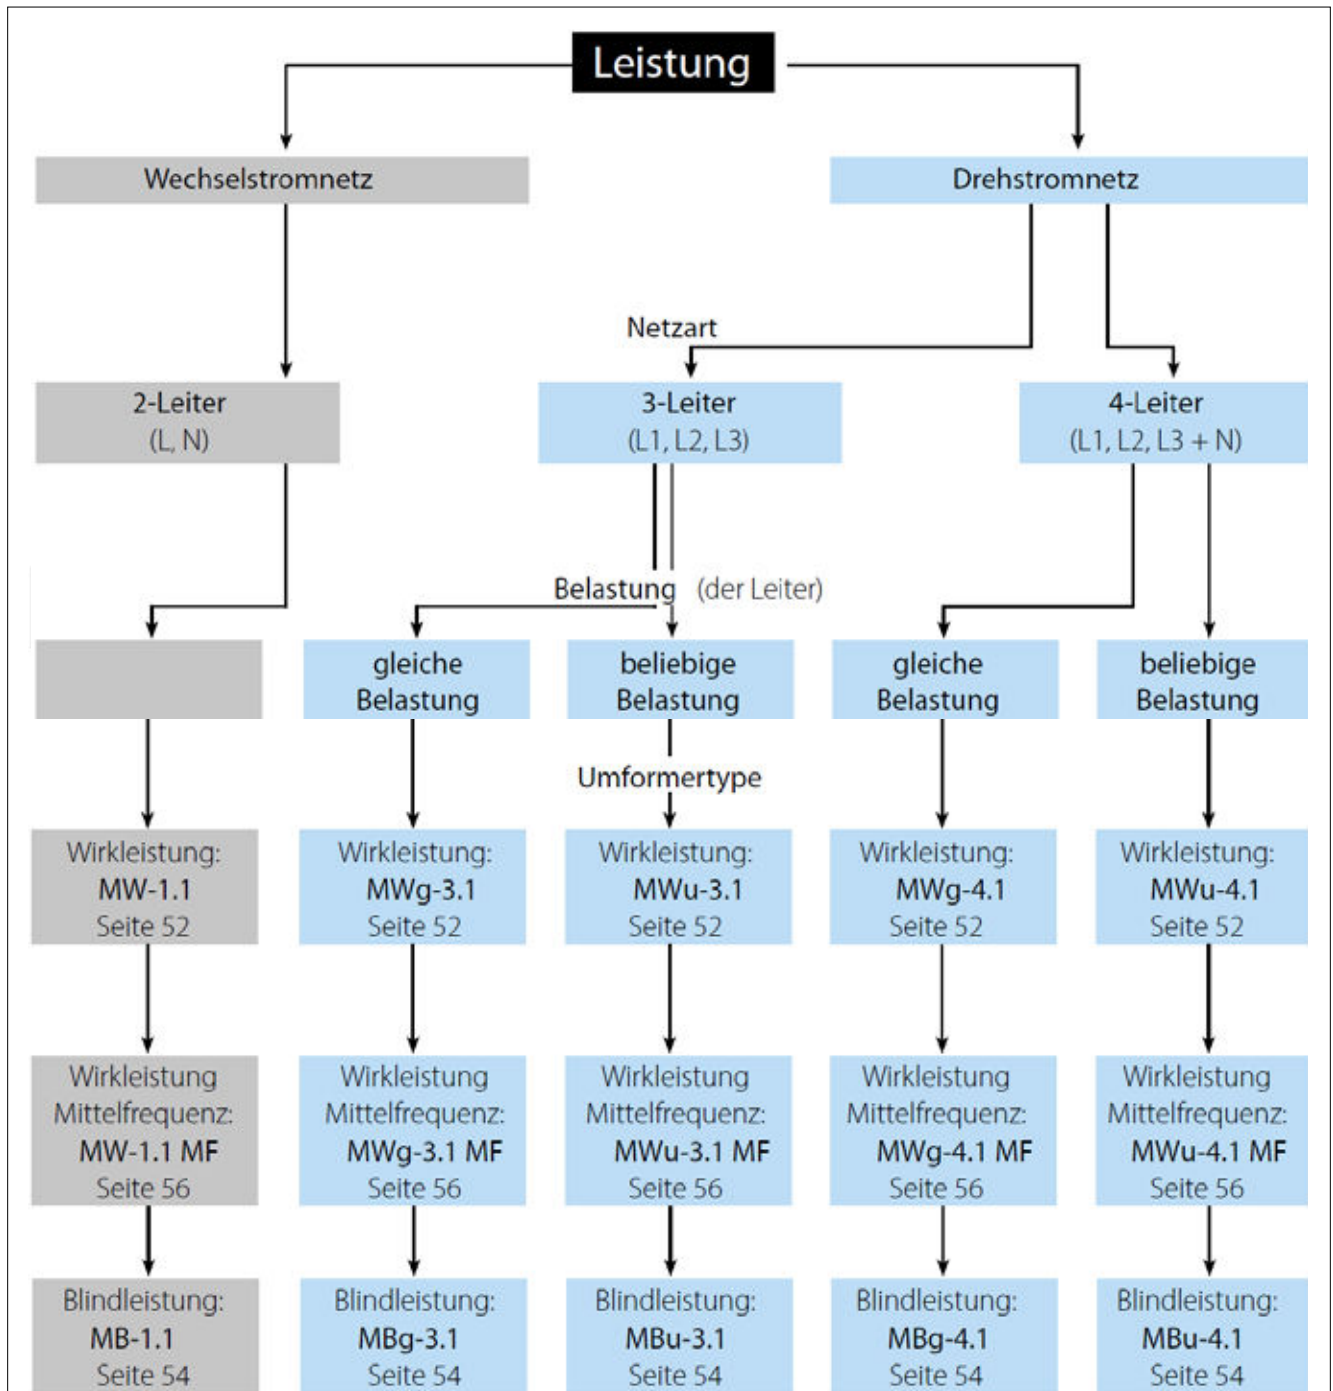 Leistung
Wechselstromnetz
Drehstromnetz
Netzart
2-Leiter
(L, N)
3-Leiter
(L1, L2, L3)
4-Leiter
(L1, L2, L3 + N)
Belastung (der Leiter)
gleiche
Belastung
beliebige
Belastung
gleiche
Belastung
beliebige
Belastung
Umformertype
Wirkleistung:
MW-1.1
Seite 52
Wirkleistung:
MWg-3.1
Seite 52
Wirkleistung:
MWu-3.1
Seite 52
Wirkleistung:
MWg-4.1
Seite 52
Wirkleistung:
MWu-4.1
Seite 52
Wirkleistung
Mittelfrequenz:
MW-1.1 MF
Seite 56
Wirkleistung
Mittelfrequenz:
MWg-3.1 MF
Seite 56
Wirkleistung
Mittelfrequenz:
MWu-3.1 MF
Seite 56
Wirkleistung
Mittelfrequenz:
MWg-4.1 MF
Seite 56
Wirkleistung
Mittelfrequenz:
MWu-4.1 MF
Seite 56
Blindleistung:
MB-1.1
Seite 54
Blindleistung:
MBg-3.1
Seite 54
Blindleistung:
MBu-3.1
Seite 54
Blindleistung:
MBg-4.1
Seite 54
Blindleistung:
MBu-4.1
Seite 54